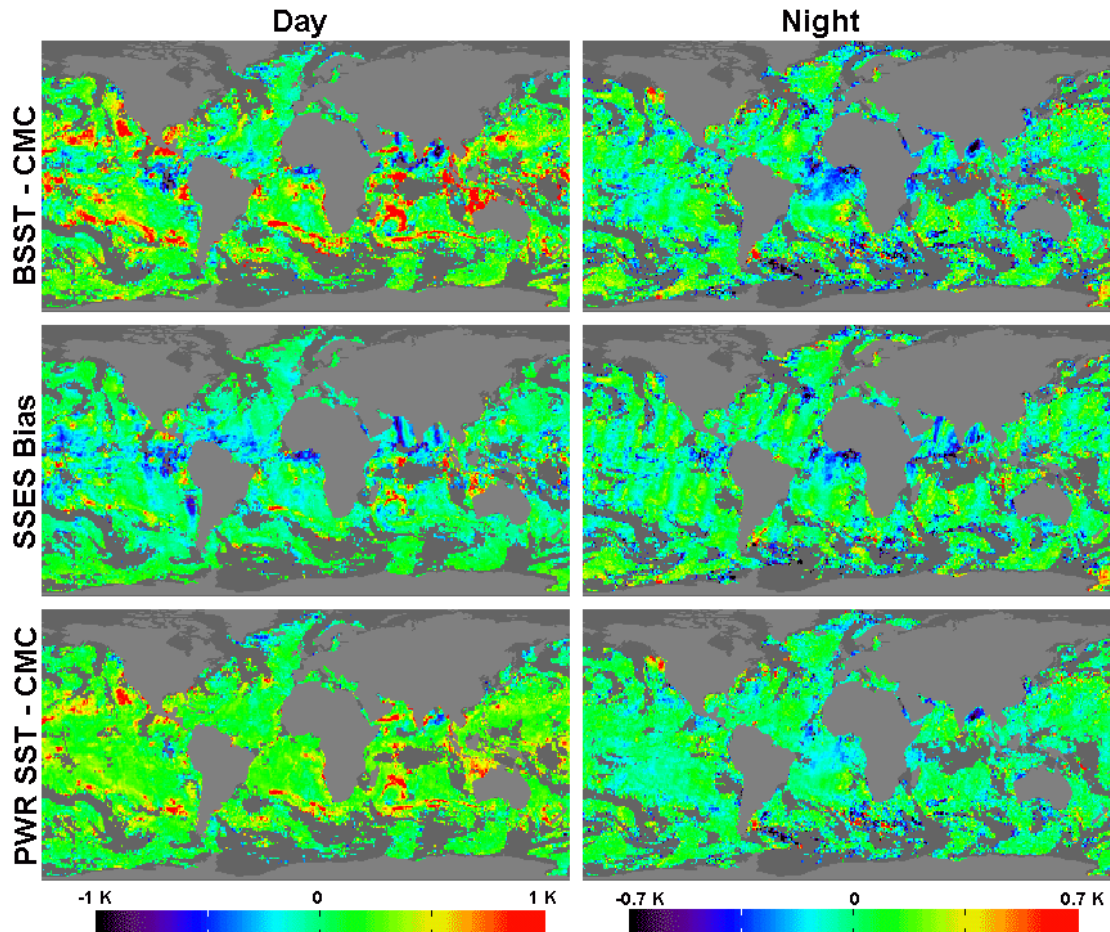 Day
Night
BSST - CMC
SSES Bias
PWR SST - CMC
-1 K 0 1 K
-0.7 K 0 0.7 K